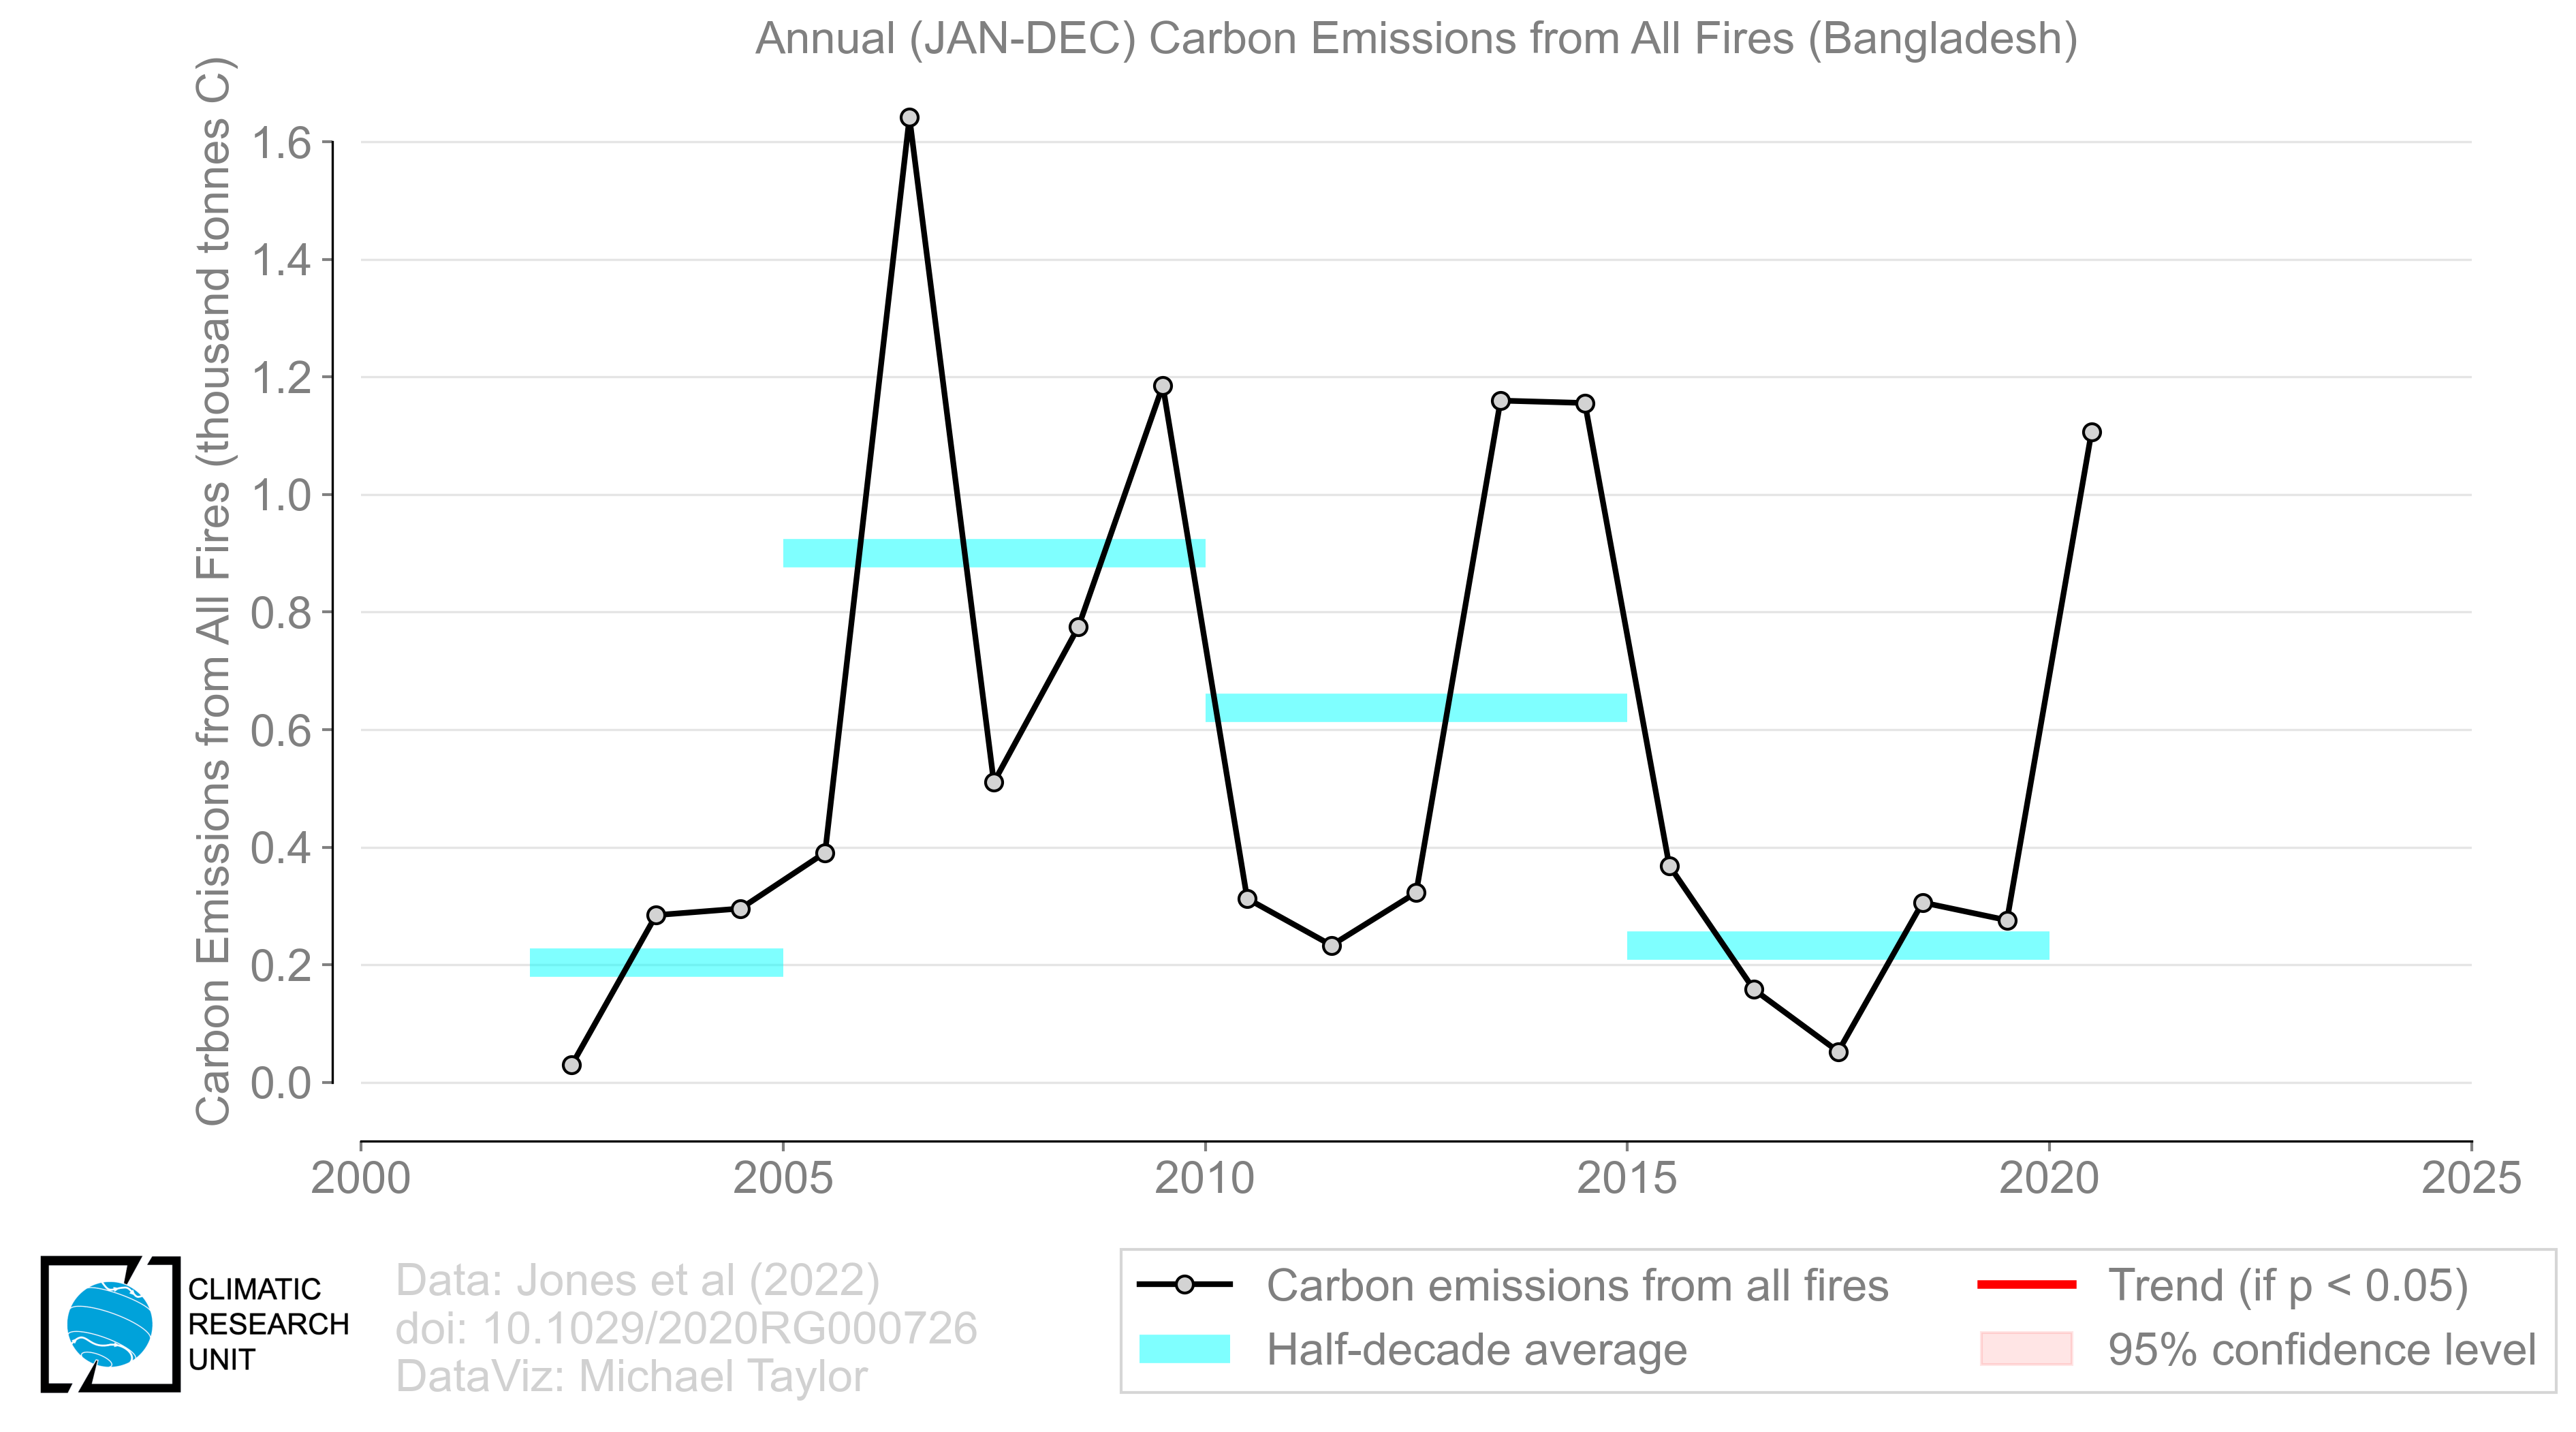 Annual (JAN-DEC) Carbon Emissions from All Fires (Bangladesh)
Carbon Emissions from All Fires (thousand tonnes C)
1.6
1.4
1.2
1.0
0.8
0.6
0.4
0.2
0.0
2000 2005 2010 2015 2020 2025
CLIMATIC
RESEARCH
UNIT
Data: Jones et al (2022)
doi: 10.1029/2020RG000726
DataViz: Michael Taylor
Carbon emissions from all fires
Half-decade average
Trend (if p < 0.05)
95% confidence level